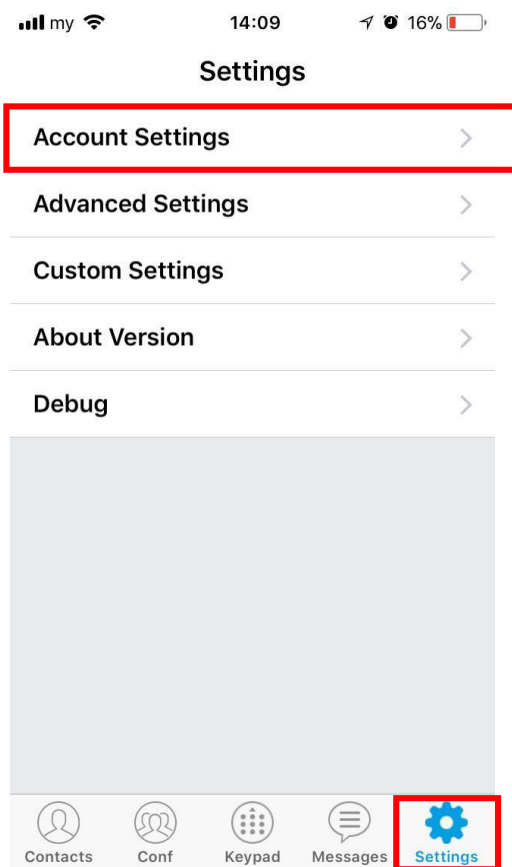 my 14:09 16%
Settings
Account Settings
Advanced Settings
Custom Settings
About Version
Debug
Contacts Conf Keypad Messages Settings